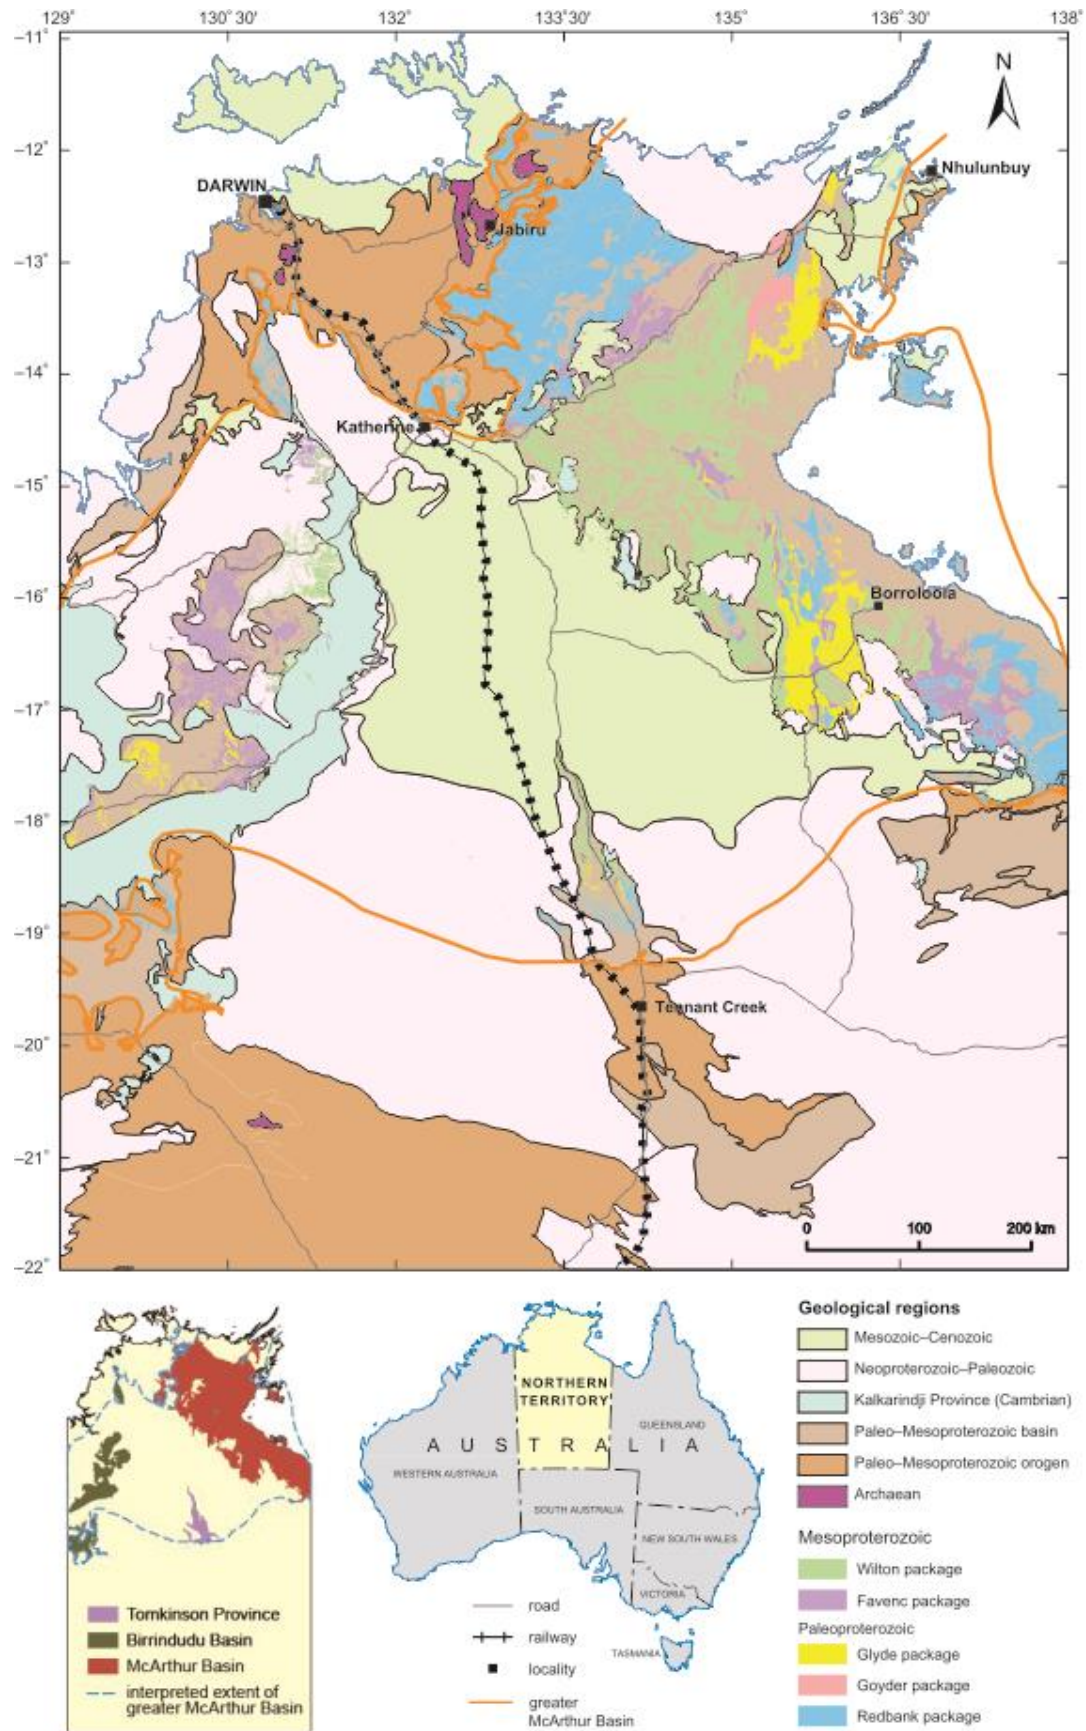 129° 130° 30' 132° 133° 30' 135° 136° 30' 138°
–11°
N
–12°
Nhulunbuy
DARWIN
Jabiru
–13°
–14°
Katherine
–15°
–16°
Borroloola
–17°
–18°
–19°
Tennant Creek
–20°
–21°
0 100 200 km
–22°
Tomkinson Province
Birrindudu Basin
McArthur Basin
interpreted extent of
greater McArthur Basin
NORTHERN
TERRITORY
QUEENSLAND
AUSTRALIA
WESTERN AUSTRALIA
SOUTH AUSTRALIA
NEW SOUTH WALES
VICTORIA
TASMANIA
road
railway
locality
greater
McArthur Basin
Geological regions
Mesozoic–Cenozoic
Neoproterozoic–Paleozoic
Kalkarindji Province (Cambrian)
Paleo–Mesoproterozoic basin
Paleo–Mesoproterozoic orogen
Archaean
Mesoproterozoic
Wilton package
Favenc package
Paleoproterozoic
Glyde package
Goyder package
Redbank package